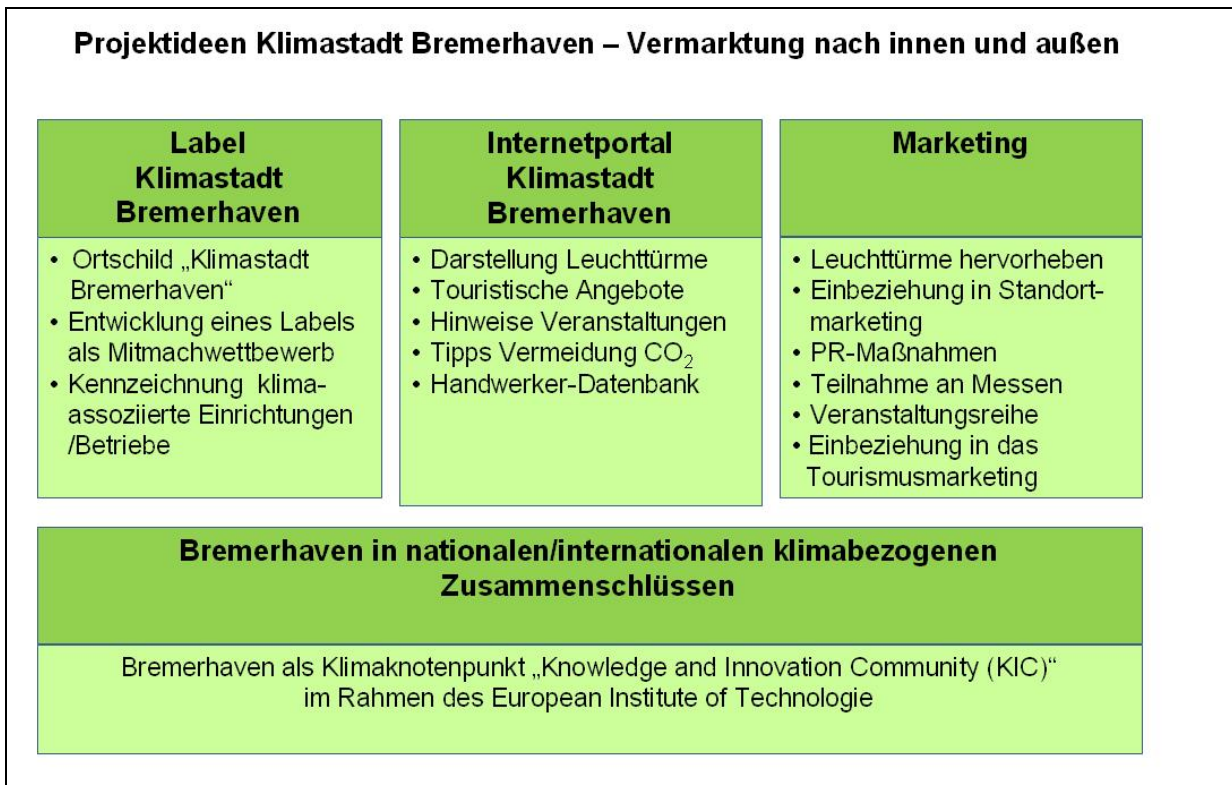 Projektideen Klimastadt Bremerhaven – Vermarktung nach innen und außen
Label
Klimastadt
Bremerhaven
• Ortschild „Klimastadt
Bremerhaven“
• Entwicklung eines Labels
als Mitmachwettbewerb
• Kennzeichnung klima-
assoziierte Einrichtungen
/Betriebe
Internetportal
Klimastadt
Bremerhaven
• Darstellung Leuchttürme
• Touristische Angebote
• Hinweise Veranstaltungen
• Tipps Vermeidung CO₂
• Handwerker-Datenbank
Marketing
• Leuchttürme hervorheben
• Einbeziehung in Standort-
marketing
• PR-Maßnahmen
• Teilnahme an Messen
• Veranstaltungsreihe
• Einbeziehung in das
Tourismusmarketing
Bremerhaven in nationalen/internationalen klimabezogenen
Zusammenschlüssen
Bremerhaven als Klimaknotenpunkt „Knowledge and Innovation Community (KIC)“
im Rahmen des European Institute of Technologie